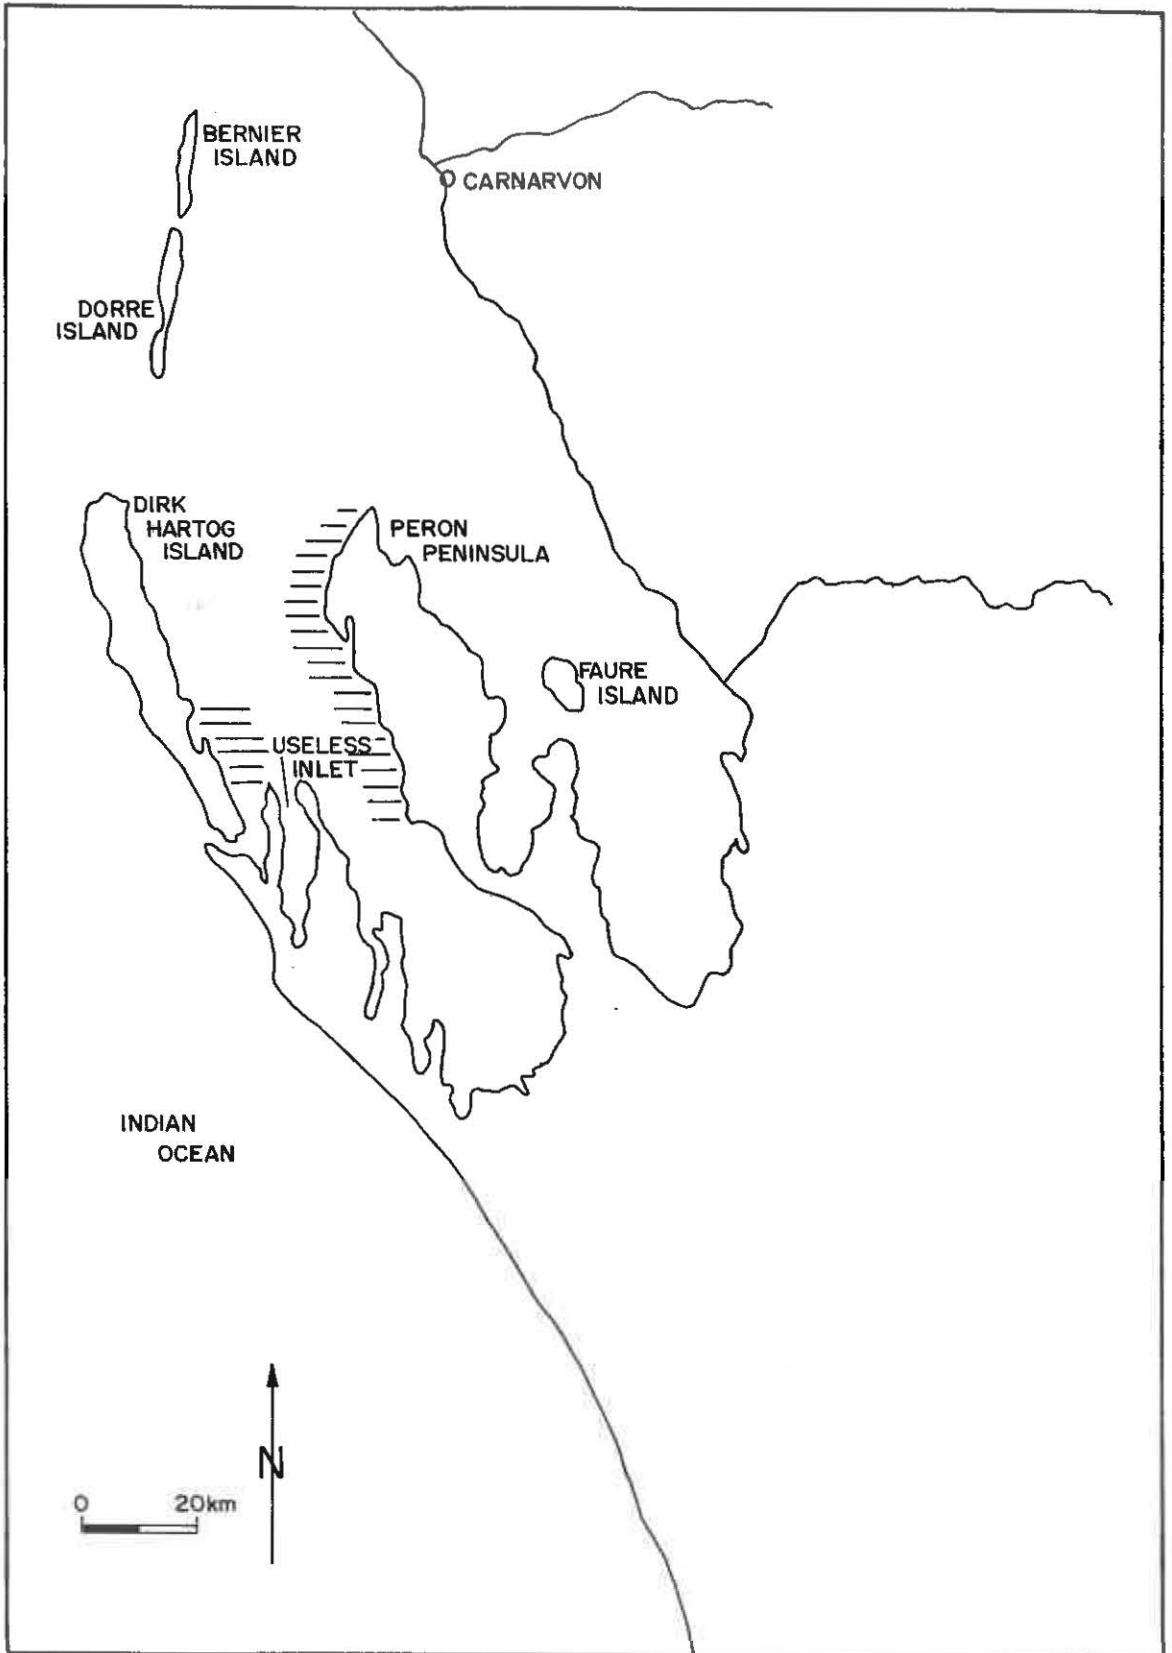 BERNIER
ISLAND
CARNARVON
DORRE
ISLAND
DIRK
HARTOG
ISLAND
PERON
PENINSULA
FAURE
ISLAND
USELESS
INLET
INDIAN
OCEAN
N
0 20km